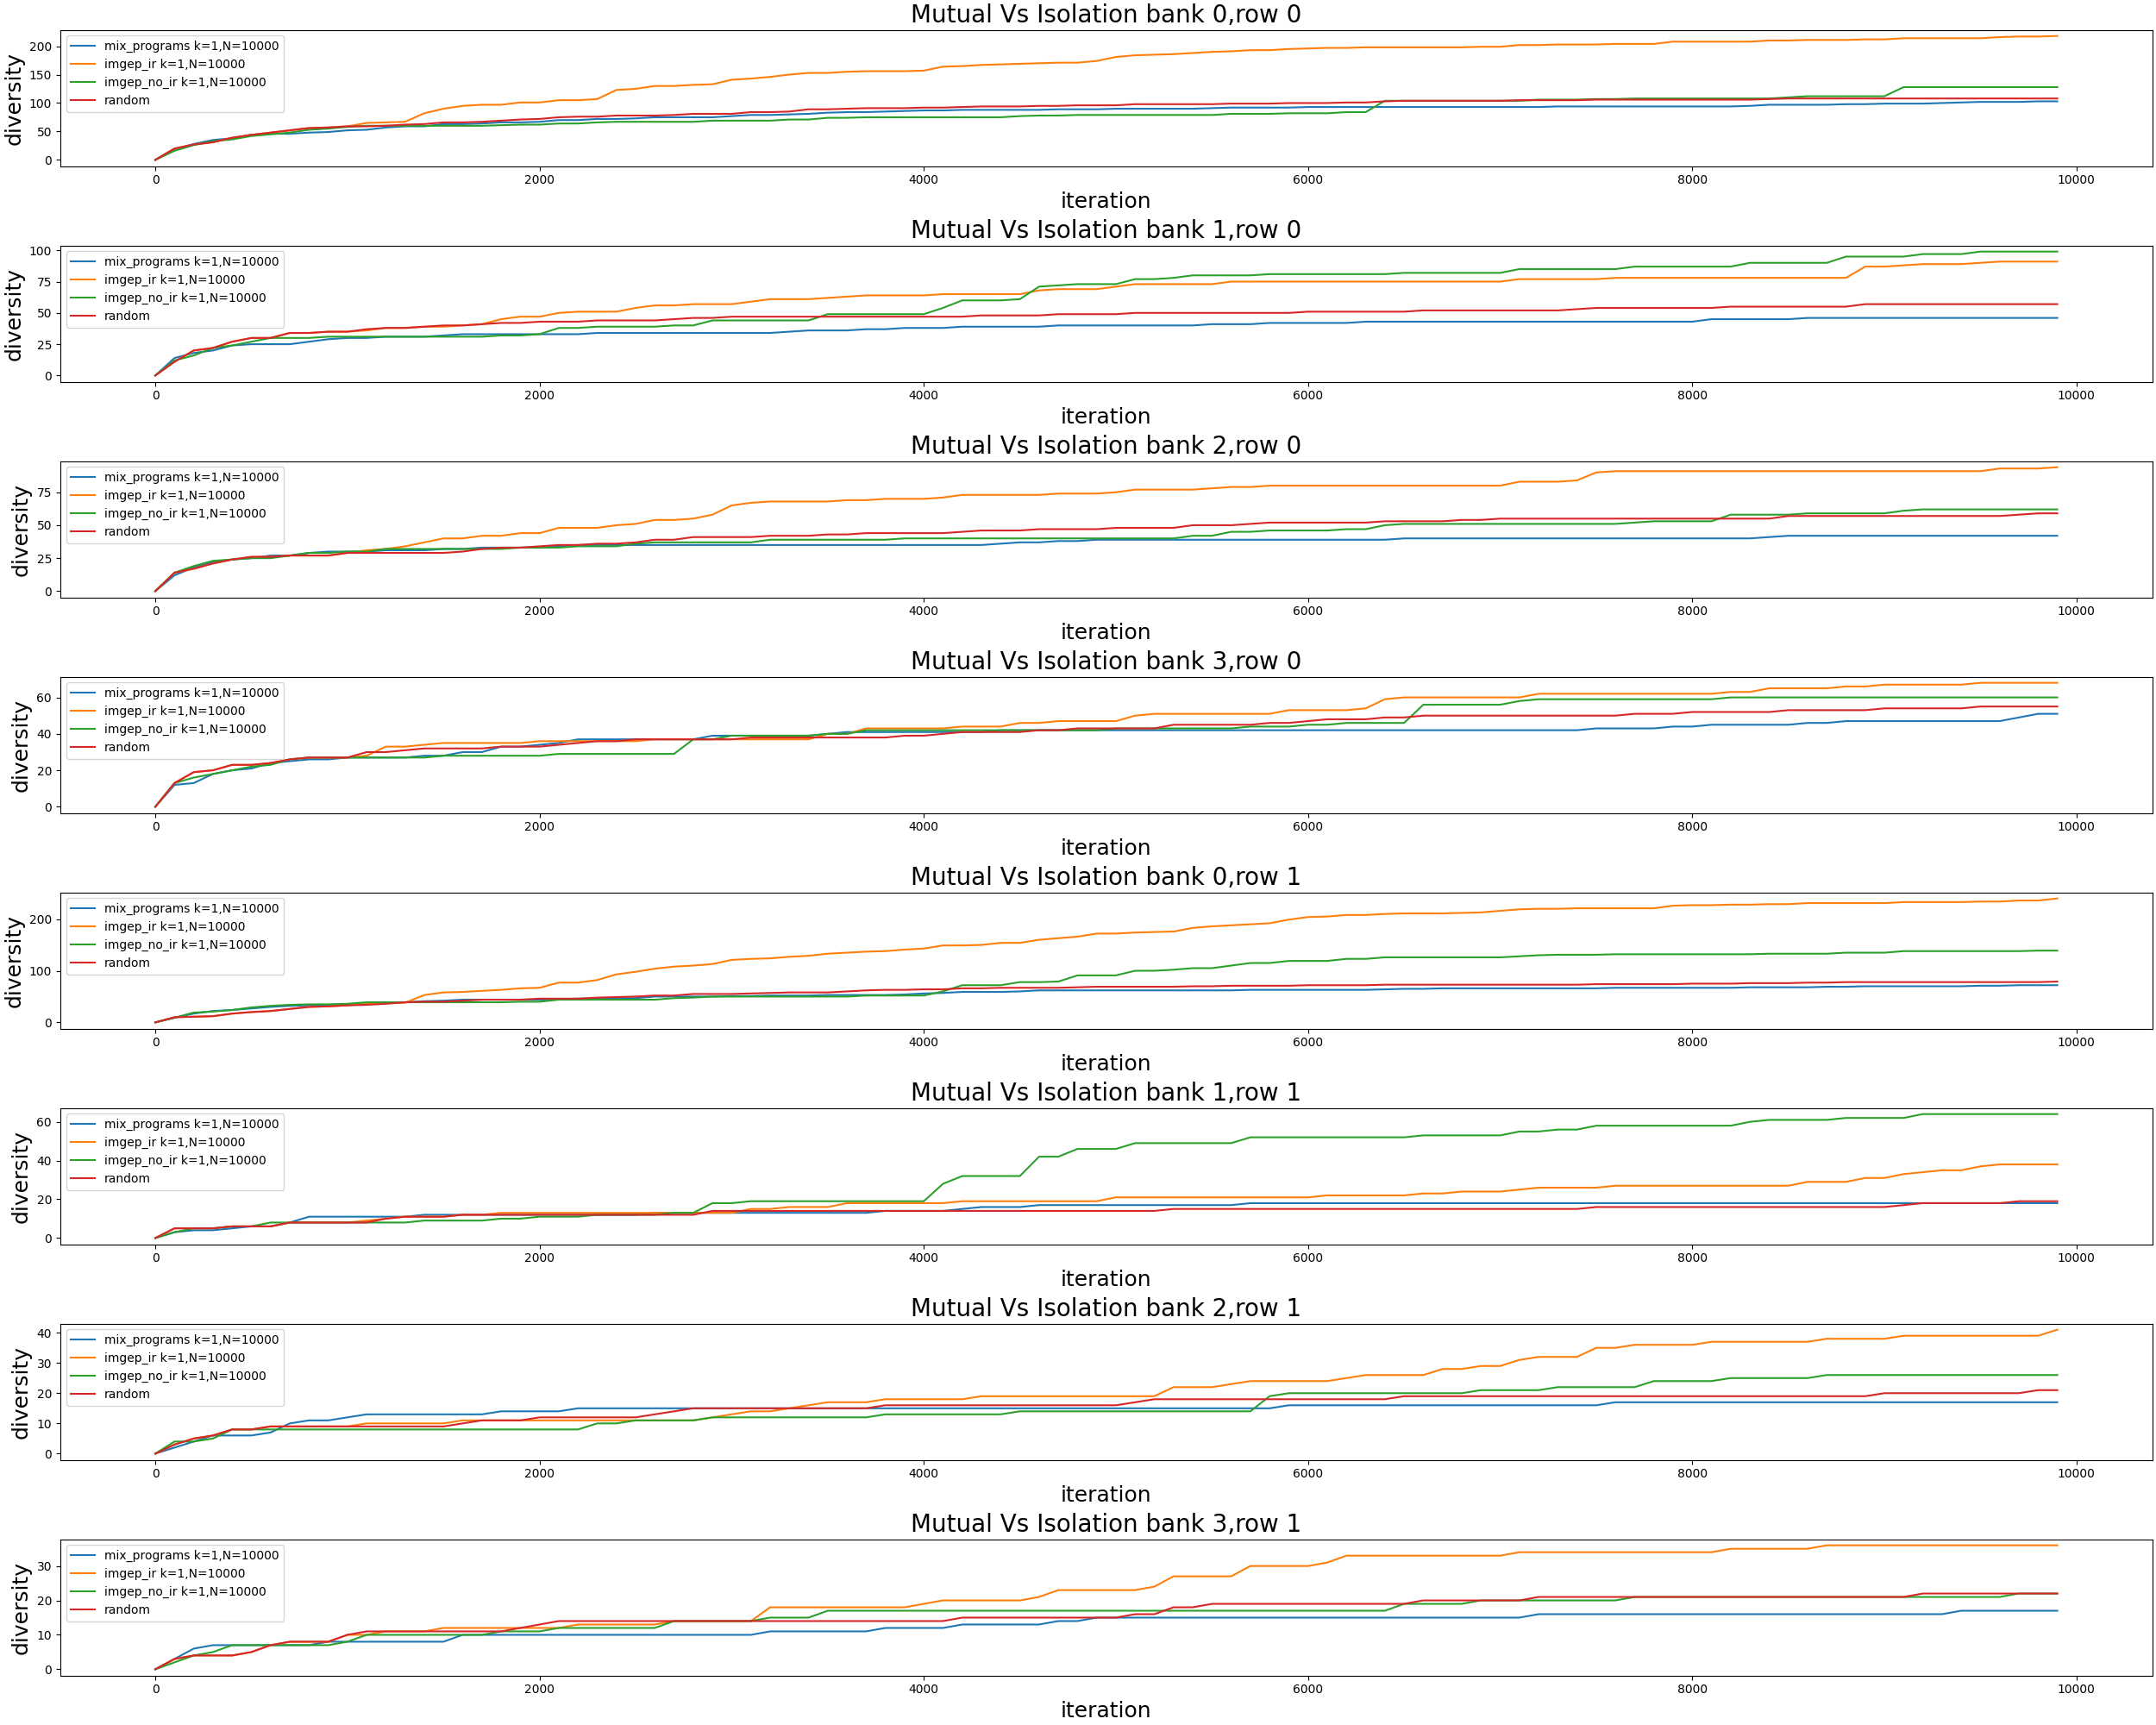 Mutual Vs Isolation bank 0,row 0
diversity
200
150
100
50
0
mix_programs k=1,N=10000
imgep_ir k=1,N=10000
imgep_no_ir k=1,N=10000
random
0 2000 4000 6000 8000 10000
iteration
Mutual Vs Isolation bank 1,row 0
diversity
100
75
50
25
0
mix_programs k=1,N=10000
imgep_ir k=1,N=10000
imgep_no_ir k=1,N=10000
random
0 2000 4000 6000 8000 10000
iteration
Mutual Vs Isolation bank 2,row 0
diversity
75
50
25
0
mix_programs k=1,N=10000
imgep_ir k=1,N=10000
imgep_no_ir k=1,N=10000
random
0 2000 4000 6000 8000 10000
iteration
Mutual Vs Isolation bank 3,row 0
diversity
60
40
20
0
mix_programs k=1,N=10000
imgep_ir k=1,N=10000
imgep_no_ir k=1,N=10000
random
0 2000 4000 6000 8000 10000
iteration
Mutual Vs Isolation bank 0,row 1
diversity
200
100
0
mix_programs k=1,N=10000
imgep_ir k=1,N=10000
imgep_no_ir k=1,N=10000
random
0 2000 4000 6000 8000 10000
iteration
Mutual Vs Isolation bank 1,row 1
diversity
60
40
20
0
mix_programs k=1,N=10000
imgep_ir k=1,N=10000
imgep_no_ir k=1,N=10000
random
0 2000 4000 6000 8000 10000
iteration
Mutual Vs Isolation bank 2,row 1
diversity
40
30
20
10
0
mix_programs k=1,N=10000
imgep_ir k=1,N=10000
imgep_no_ir k=1,N=10000
random
0 2000 4000 6000 8000 10000
iteration
Mutual Vs Isolation bank 3,row 1
diversity
30
20
10
0
mix_programs k=1,N=10000
imgep_ir k=1,N=10000
imgep_no_ir k=1,N=10000
random
0 2000 4000 6000 8000 10000
iteration